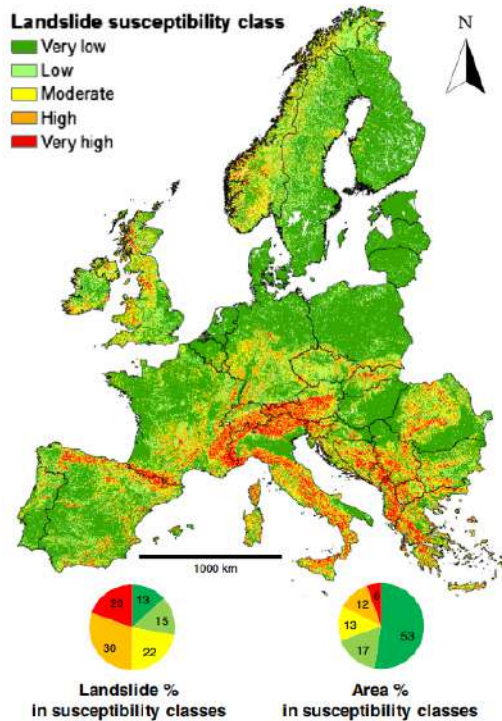 Landslide susceptibility class
Very low
Low
Moderate
High
Very high
N
1000 km
20
13
15
22
30
6
12
13
17
53
Landslide %
in susceptibility classes
Area %
in susceptibility classes